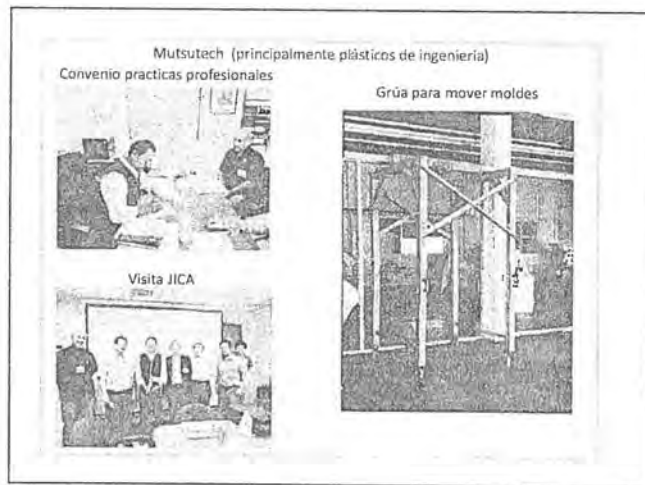 Mutsutech (principalmente plásticos de ingeniería)
Convenio practicas profesionales
Grúa para mover moldes
Visita JICA